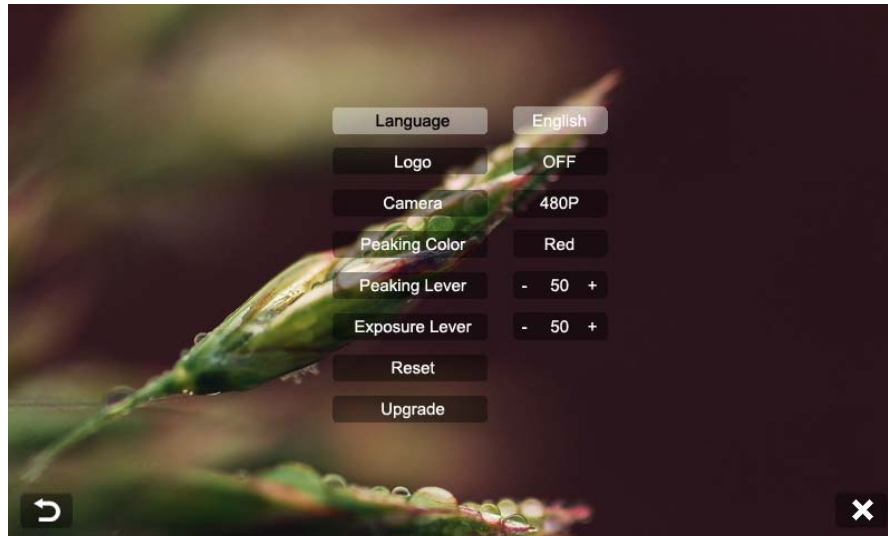 Language English
Logo OFF
Camera 480P
Peaking Color Red
Peaking Lever - 50 +
Exposure Lever - 50 +
Reset
Upgrade